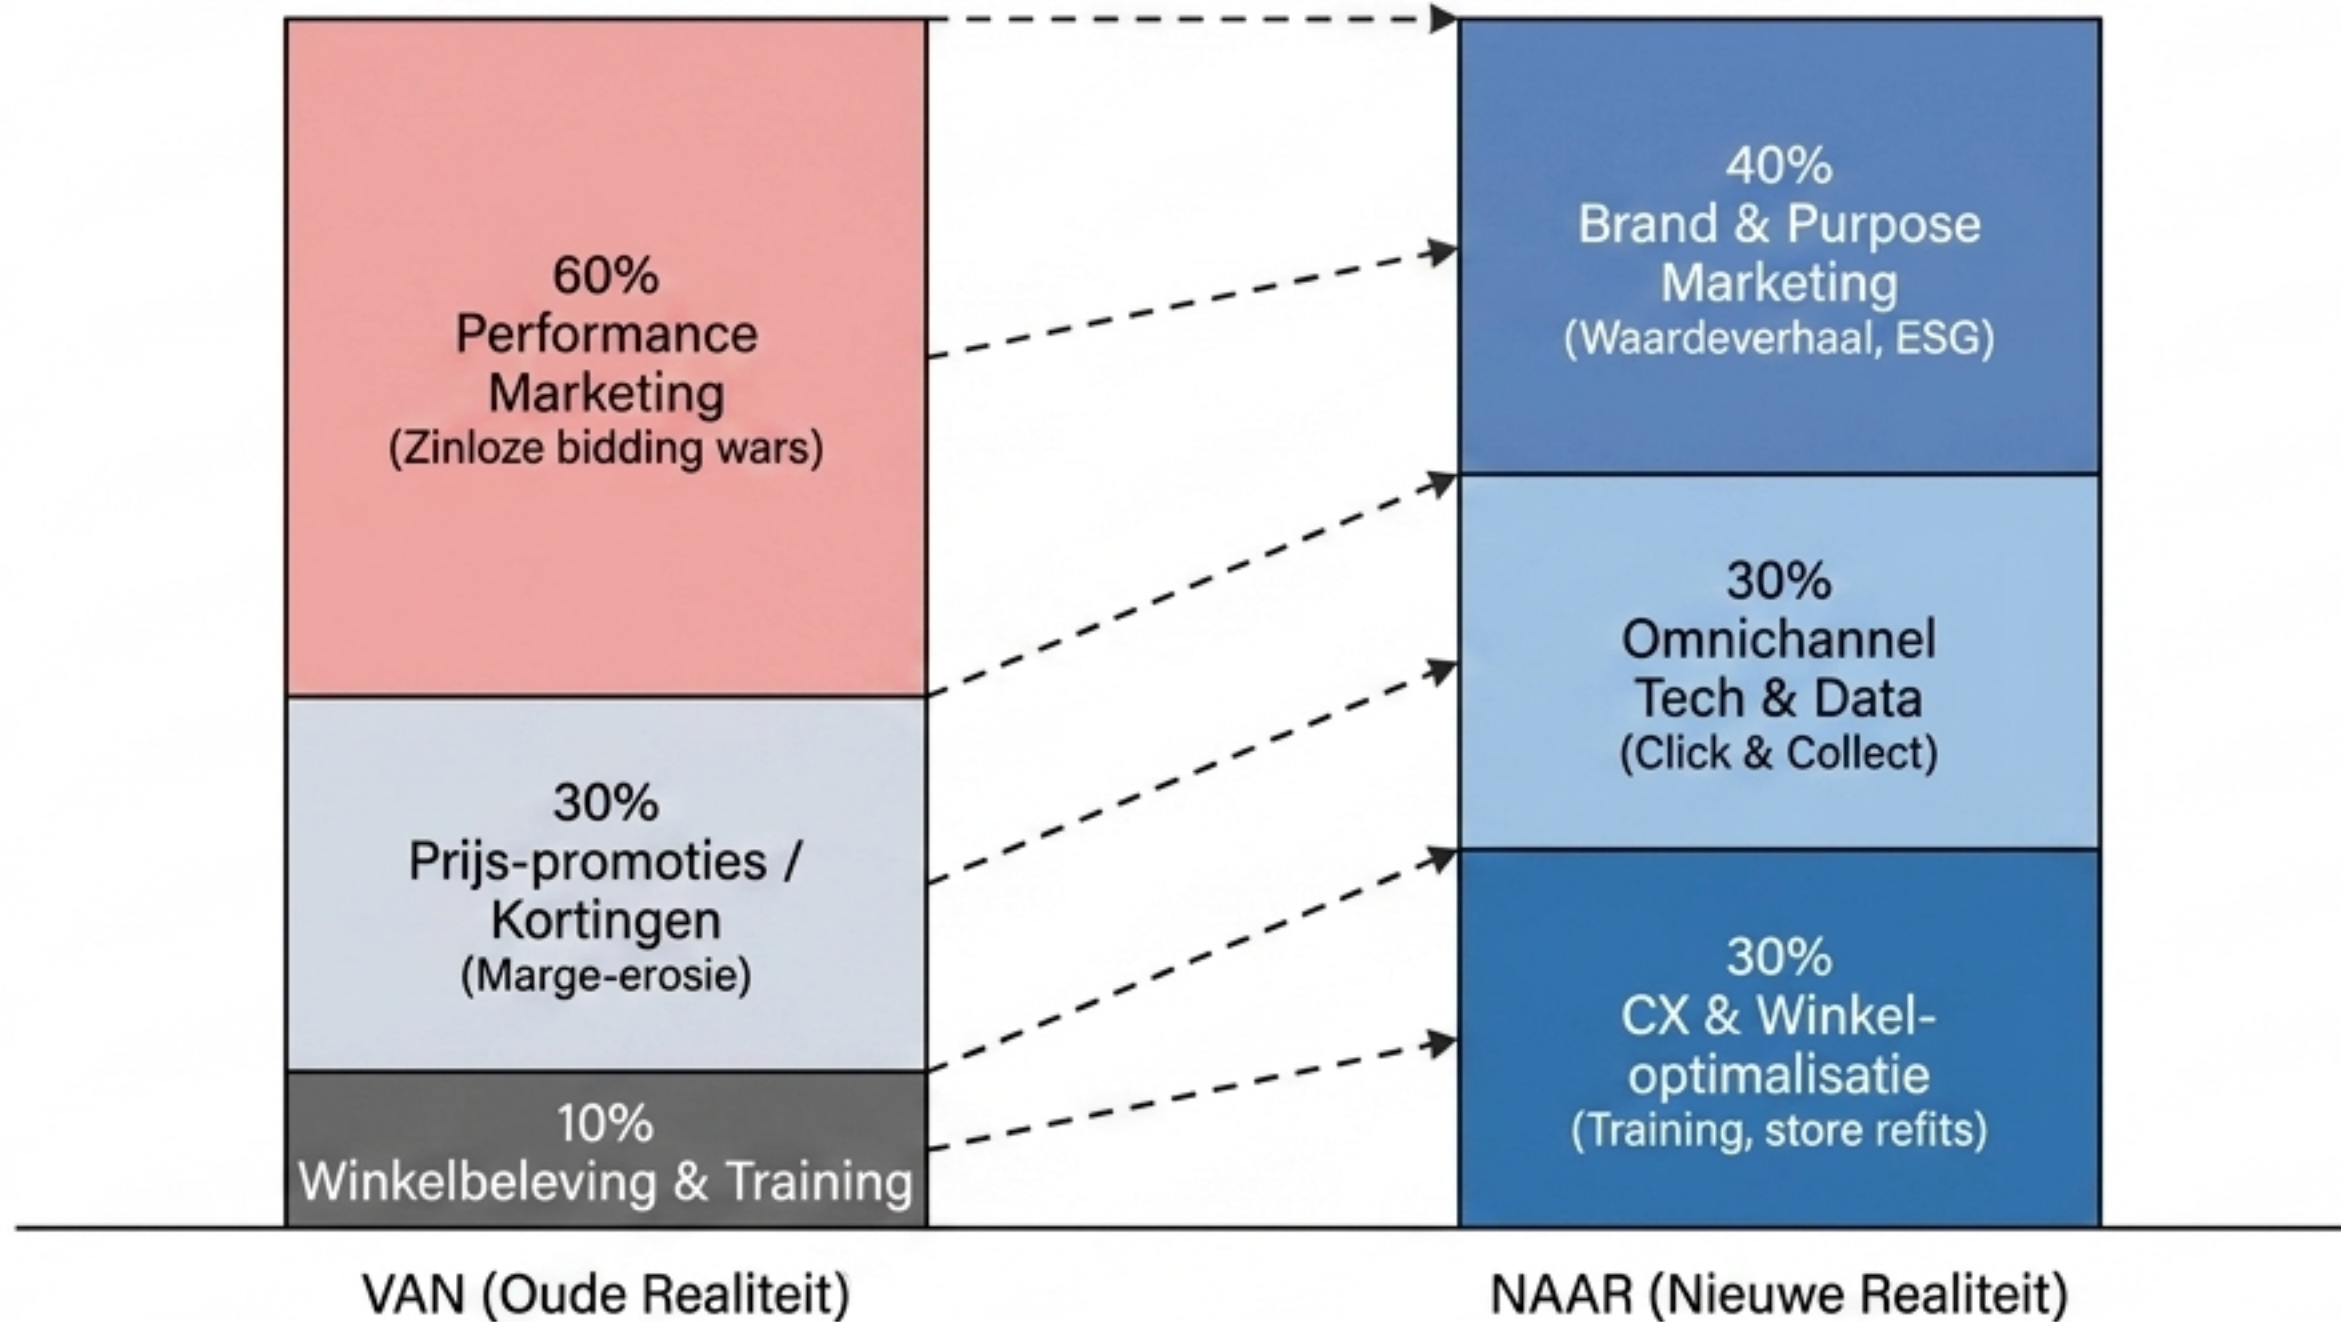 60%
Performance
Marketing
(Zinloze bidding wars)
30%
Prijs-promoties /
Kortingen
(Marge-erosie)
10%
Winkelbeleving & Training
VAN (Oude Realiteit)
40%
Brand & Purpose
Marketing
(Waardeverhaal, ESG)
30%
Omnichannel
Tech & Data
(Click & Collect)
30%
CX & Winkel-
optimalisatie
(Training, store refits)
NAAR (Nieuwe Realiteit)